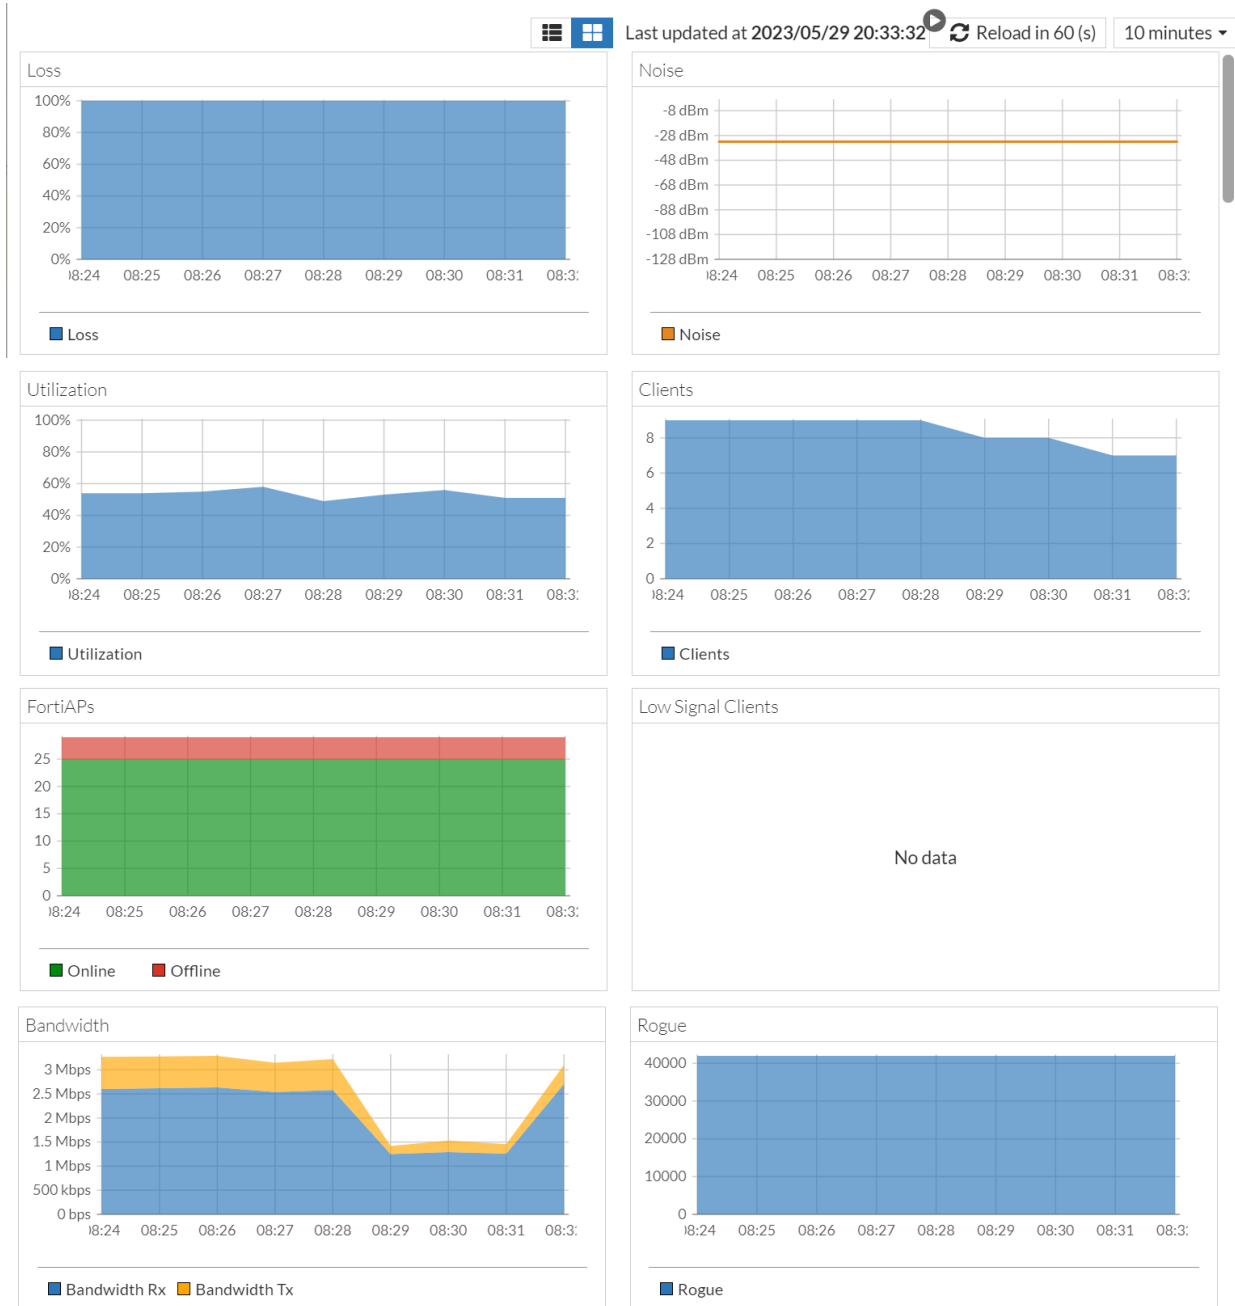 Last updated at 2023/05/29 20:33:32 Reload in 60 (s) 10 minutes
Loss
100%
80%
60%
40%
20%
0%
08:25 08:26 08:27 08:28 08:29 08:30 08:31
Loss
Noise
-8 dBm
-28 dBm
-48 dBm
-68 dBm
-88 dBm
-108 dBm
-128 dBm
08:25 08:26 08:27 08:28 08:29 08:30 08:31
Noise
Utilization
100%
80%
60%
40%
20%
0%
08:25 08:26 08:27 08:28 08:29 08:30 08:31
Utilization
Clients
8
6
4
2
0
08:25 08:26 08:27 08:28 08:29 08:30 08:31
Clients
FortiAPs
25
20
15
10
5
0
08:25 08:26 08:27 08:28 08:29 08:30 08:31
Online Offline
Low Signal Clients
No data
Bandwidth
3 Mbps
2.5 Mbps
2 Mbps
1.5 Mbps
1 Mbps
500 kbps
0 bps
08:25 08:26 08:27 08:28 08:29 08:30 08:31
Bandwidth Rx Bandwidth Tx
Rogue
40000
30000
20000
10000
0
08:25 08:26 08:27 08:28 08:29 08:30 08:31
Rogue